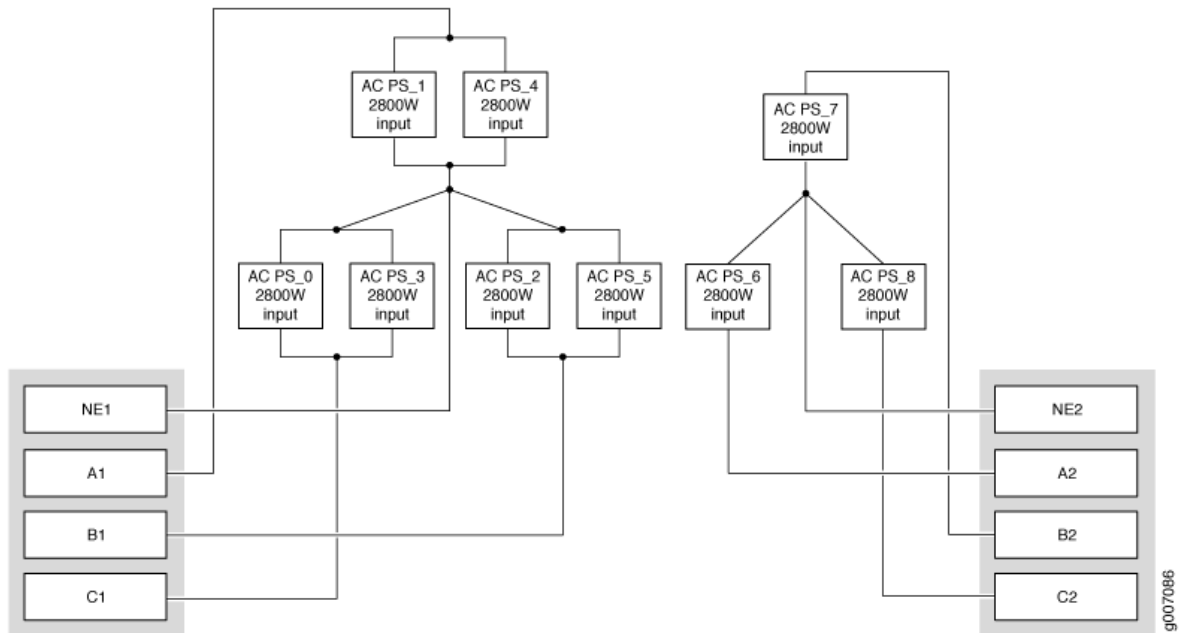 AC PS_1
2800W
input
AC PS_4
2800W
input
AC PS_7
2800W
input
AC PS_0
2800W
input
AC PS_3
2800W
input
AC PS_2
2800W
input
AC PS_5
2800W
input
AC PS_6
2800W
input
AC PS_8
2800W
input
NE1
A1
B1
C1
NE2
A2
B2
C2
g007086